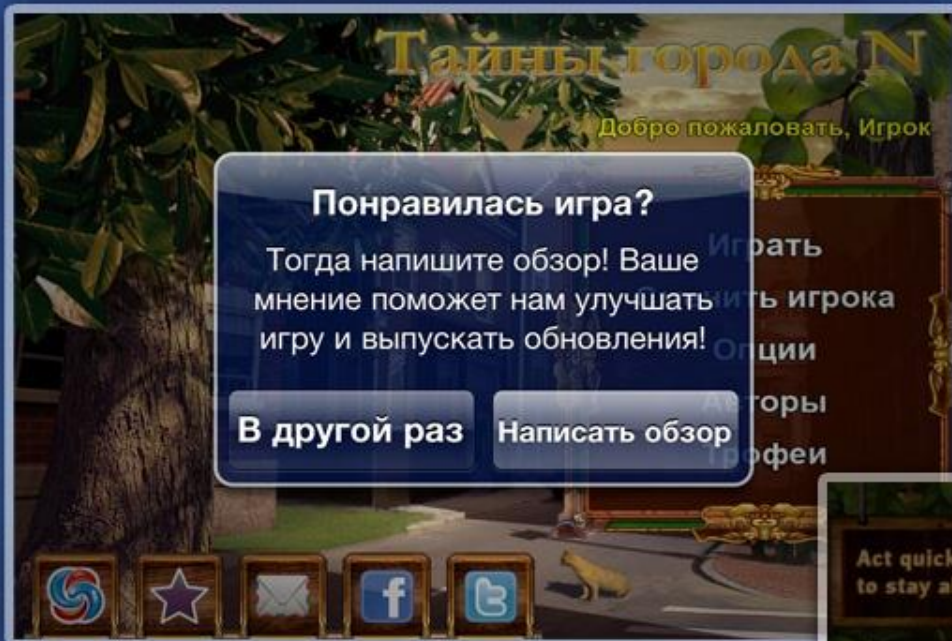 Тайны города N
Добро пожаловать, Игрок
Понравилась игра?
Тогда напишите обзор! Ваше
мнение поможет нам улучшать
игру и выпускать обновления!
В другой раз
Написать обзор
Играть
игрока
Опции
Авторы
Трофеи
Act quick
to stay a